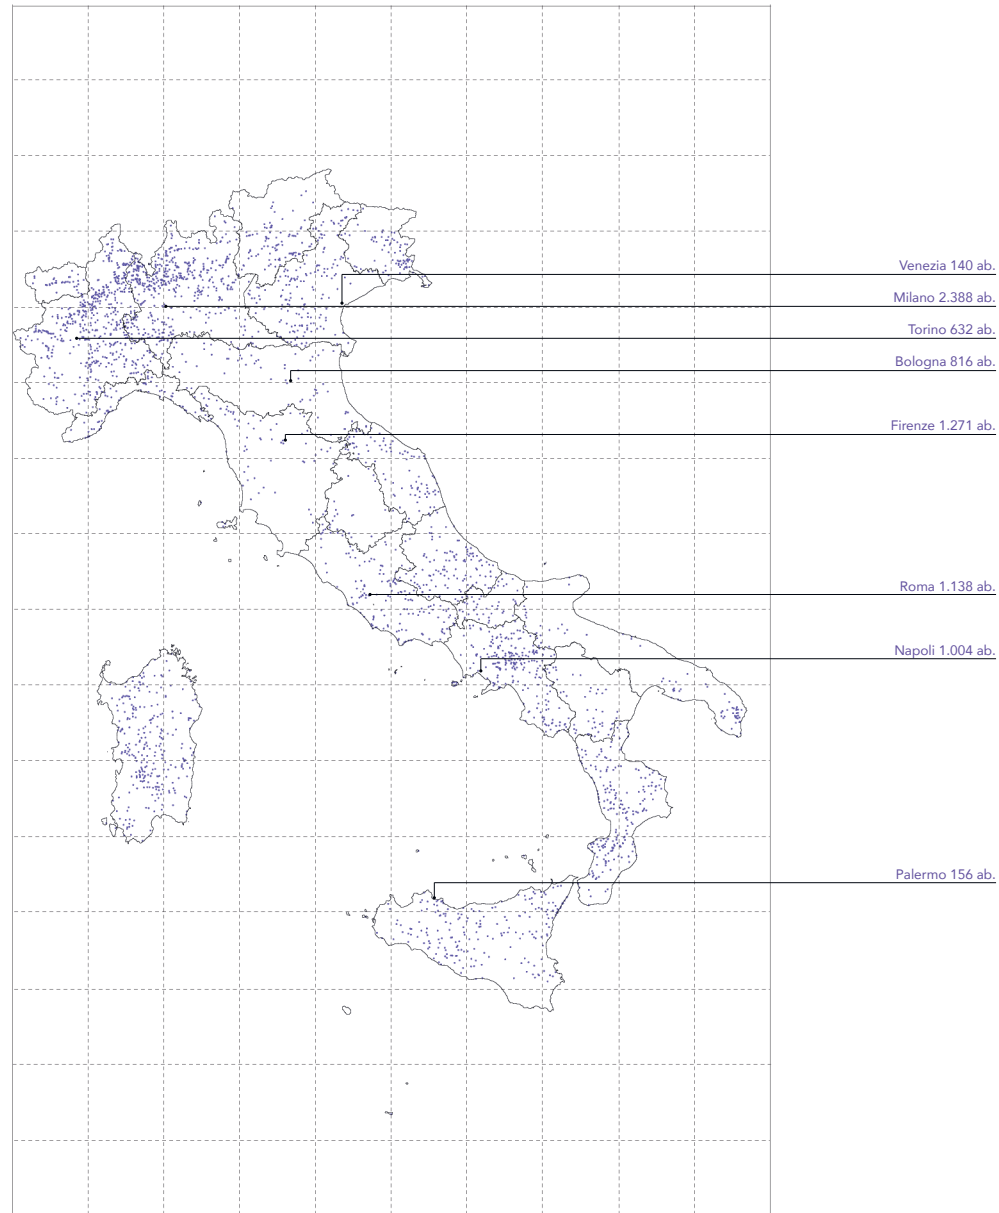 Venezia 140 ab.
Milano 2.388 ab.
Torino 632 ab.
Bologna 816 ab.
Firenze 1.271 ab.
Roma 1.138 ab.
Napoli 1.004 ab.
Palermo 156 ab.